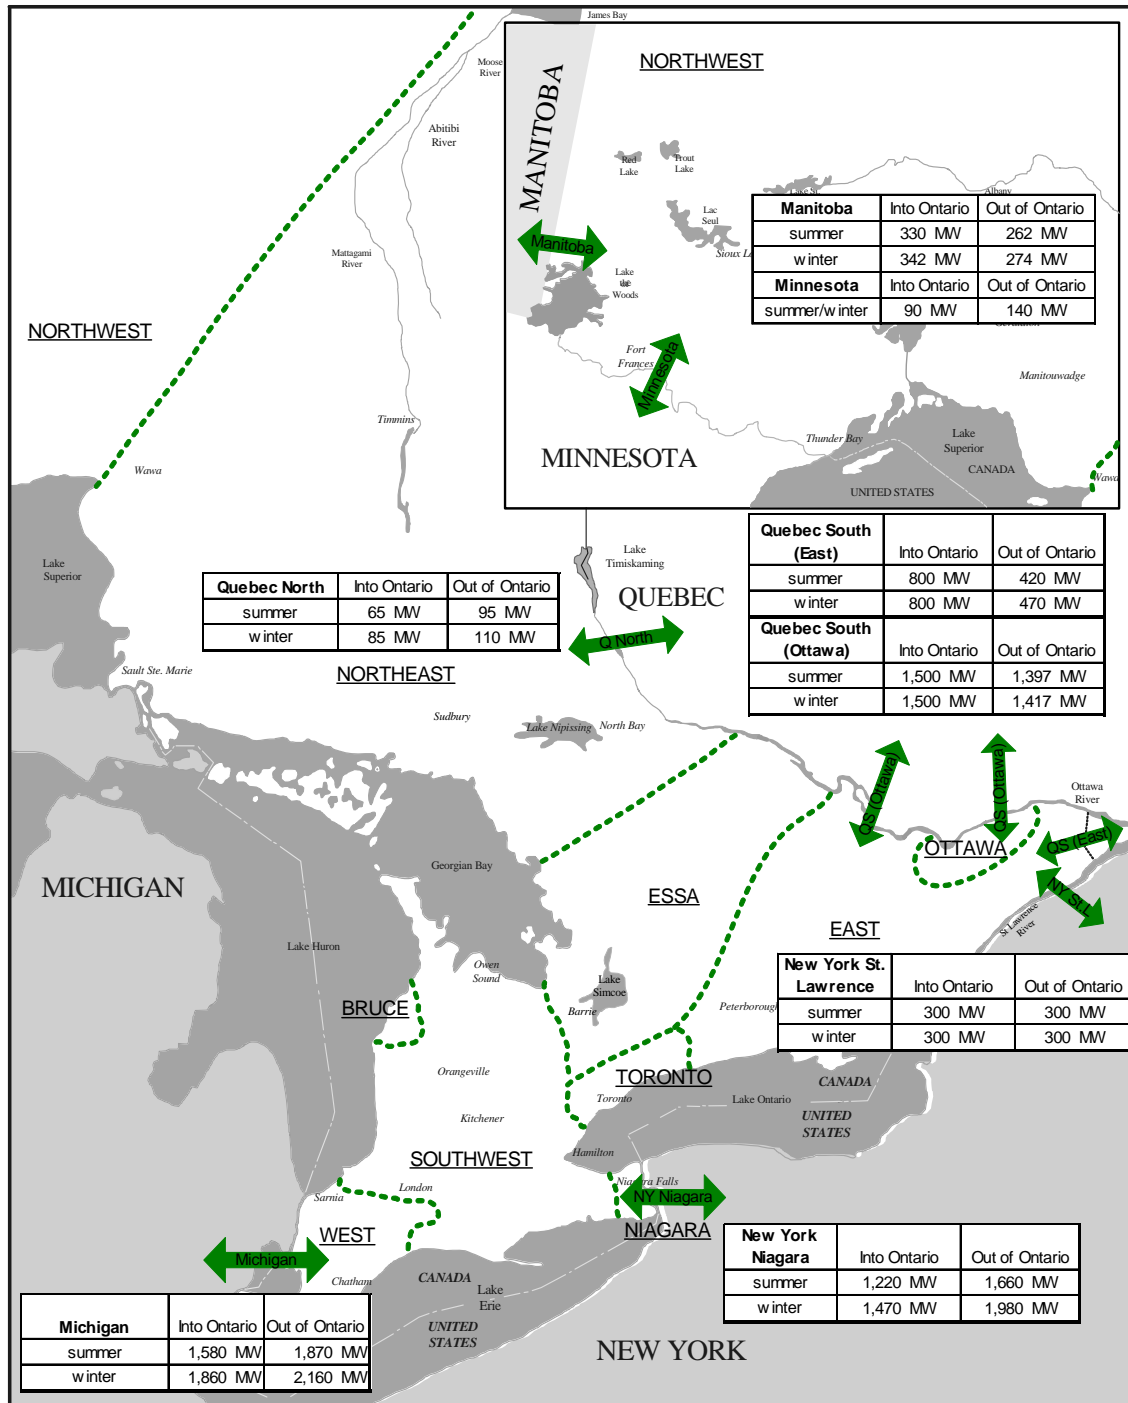 James Bay
Moose
River
Abitibi
River
Mattagami
River
NORTHWEST
Timmins
Wawa
Lake
Superior
NORTHWEST
MANITOBA
Red
Lake
Trout
Lake
Lac
Seul
Lake St.
Albany
Manitoba
Lake
the
Woods
Manitoba Into Ontario Out of Ontario
summer 330 MW 262 MW
winter 342 MW 274 MW
Minnesota Into Ontario Out of Ontario
summer/winter 90 MW 140 MW
Fort
Frances
Minnesota
Manitouwadge
MINNESOTA
Thunder Bay
Lake
Superior
CANADA
UNITED STATES
Wawa
Lake
Timiskaming
QUEBEC
Quebec North Into Ontario Out of Ontario
summer 65 MW 95 MW
winter 85 MW 110 MW
Q North
Quebec South
(East) Into Ontario Out of Ontario
summer 800 MW 420 MW
winter 800 MW 470 MW
Quebec South
(Ottawa) Into Ontario Out of Ontario
summer 1,500 MW 1,397 MW
winter 1,500 MW 1,417 MW
Sault Ste. Marie
NORTHEAST
Sudbury
Lake Nipissing
North Bay
QS (Ottawa)
QS (Ottawa)
Ottawa
River
OTTAWA
QS (East)
NY St.L
St Lawrence
River
MICHIGAN
Georgian Bay
ESSA
EAST
Lake Huron
Owen
Sound
Lake
Simcoe
Barrie
BRUCE
Peterborough
New York St.
Lawrence Into Ontario Out of Ontario
summer 300 MW 300 MW
winter 300 MW 300 MW
Orangeville
TORONTO
Toronto
CANADA
Lake Ontario
UNITED
STATES
Kitchener
Hamilton
SOUTHWEST
Niagara Falls
NY Niagara
NIAGARA
Sarnia
London
WEST
Michigan
Chatham
CANADA
Lake
Erie
UNITED
STATES
New York
Niagara Into Ontario Out of Ontario
summer 1,220 MW 1,660 MW
winter 1,470 MW 1,980 MW
Michigan Into Ontario Out of Ontario
summer 1,580 MW 1,870 MW
winter 1,860 MW 2,160 MW
NEW YORK